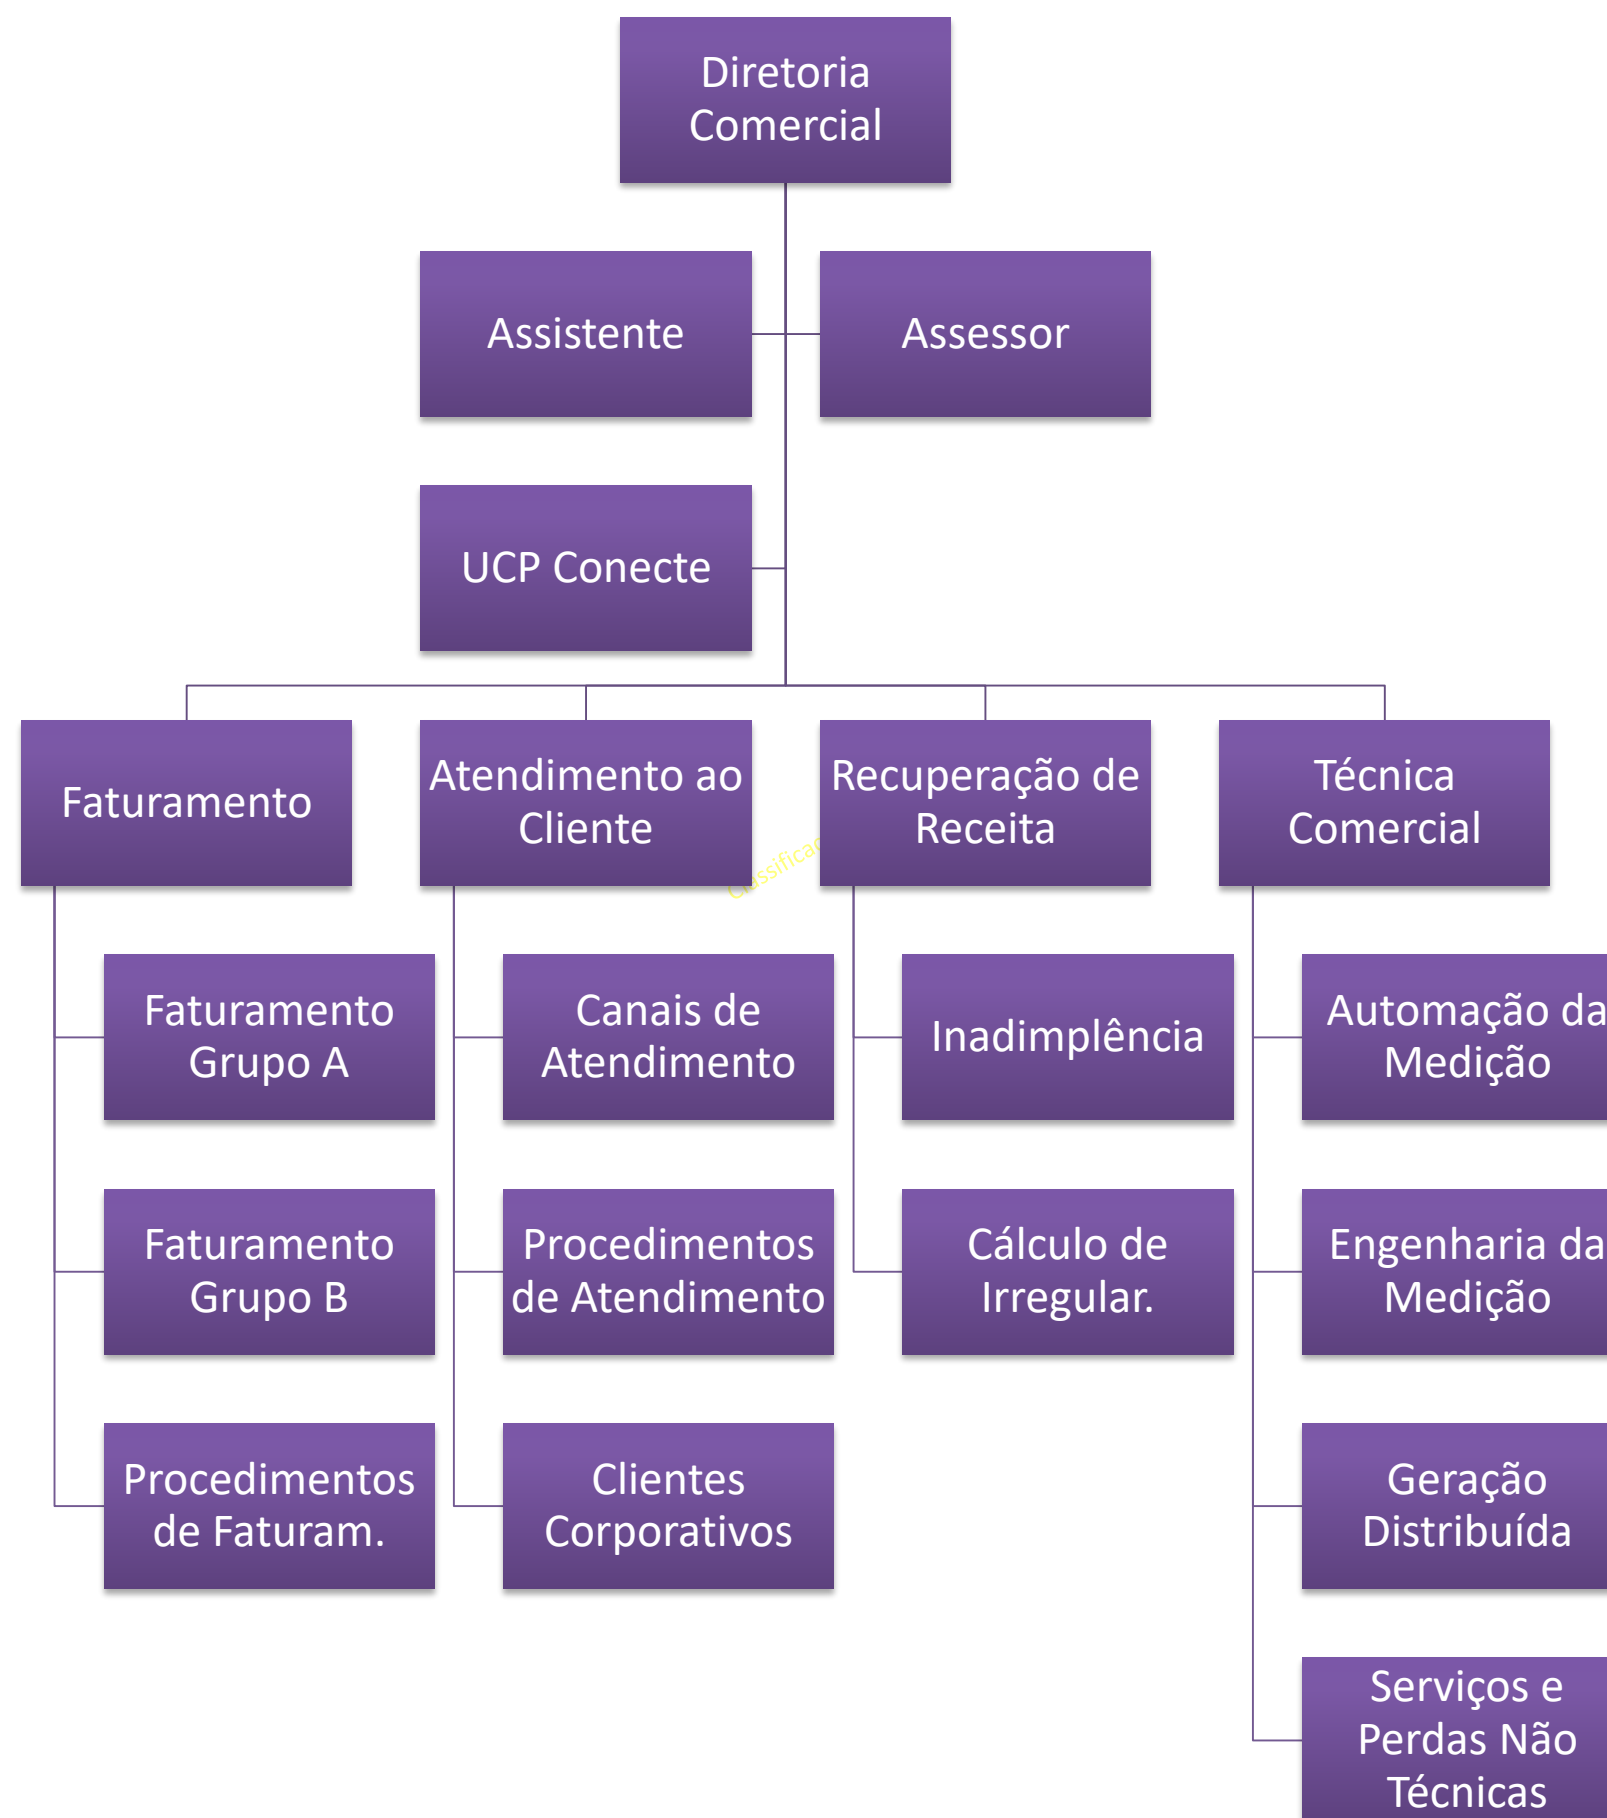 Diretoria
Comercial
Assistente
Assessor
UCP Conecte
Faturamento
Atendimento ao
Cliente
Recuperação de
Receita
Técnica
Comercial
Faturamento
Grupo A
Canais de
Atendimento
Inadimplência
Automação da
Medição
Faturamento
Grupo B
Procedimentos
de Atendimento
Cálculo de
Irregular.
Engenharia da
Medição
Procedimentos
de Faturam.
Clientes
Corporativos
Geração
Distribuída
Serviços e
Perdas Não
Técnicas